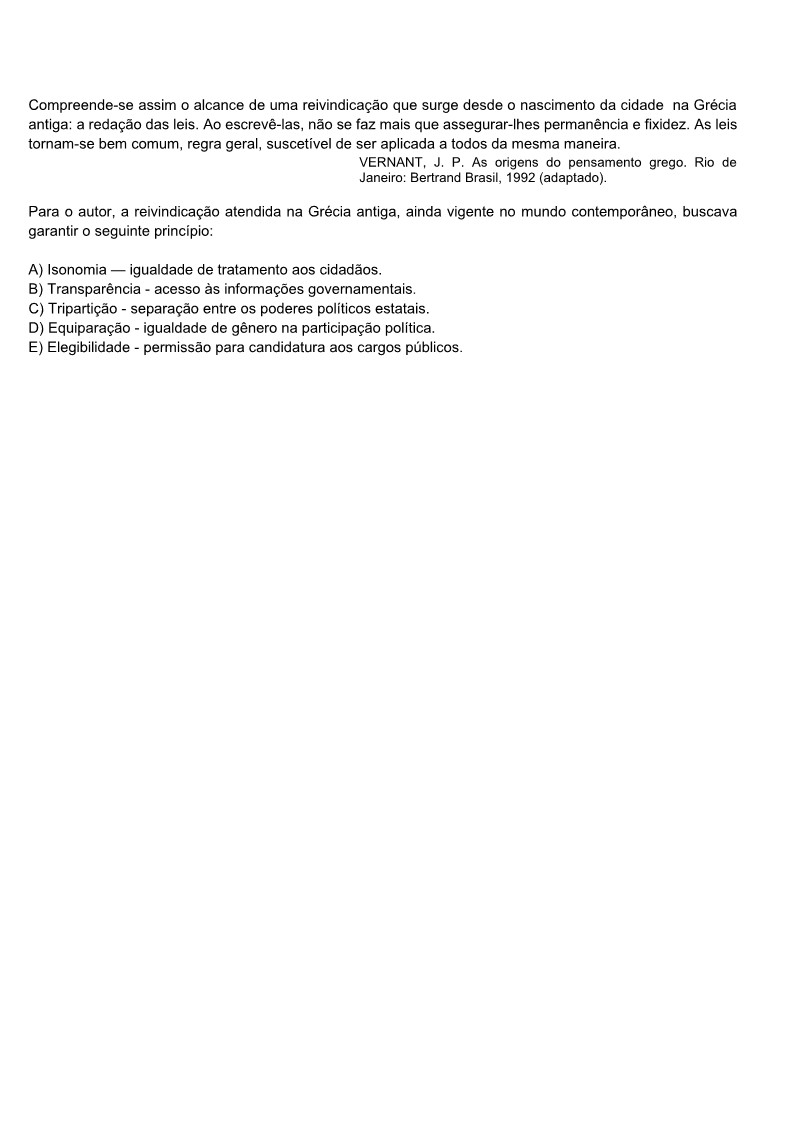 Compreende-se assim o alcance de uma reivindicação que surge desde o nascimento da cidade  na Grécia
antiga: a redação das leis. Ao escrevê-las, não se faz mais que assegurar-lhes permanência e fixidez. As leis
tornam-se bem comum, regra geral, suscetível de ser aplicada a todos da mesma maneira.
VERNANT, J. P. As origens do pensamento grego. Rio de
Janeiro: Bertrand Brasil, 1992 (adaptado).
Para o autor, a reivindicação atendida na Grécia antiga, ainda vigente no mundo contemporâneo, buscava
garantir o seguinte princípio:
A) Isonomia — igualdade de tratamento aos cidadãos.
B) Transparência - acesso às informações governamentais.
C) Tripartição - separação entre os poderes políticos estatais.
D) Equiparação - igualdade de gênero na participação política.
E) Elegibilidade - permissão para candidatura aos cargos públicos.